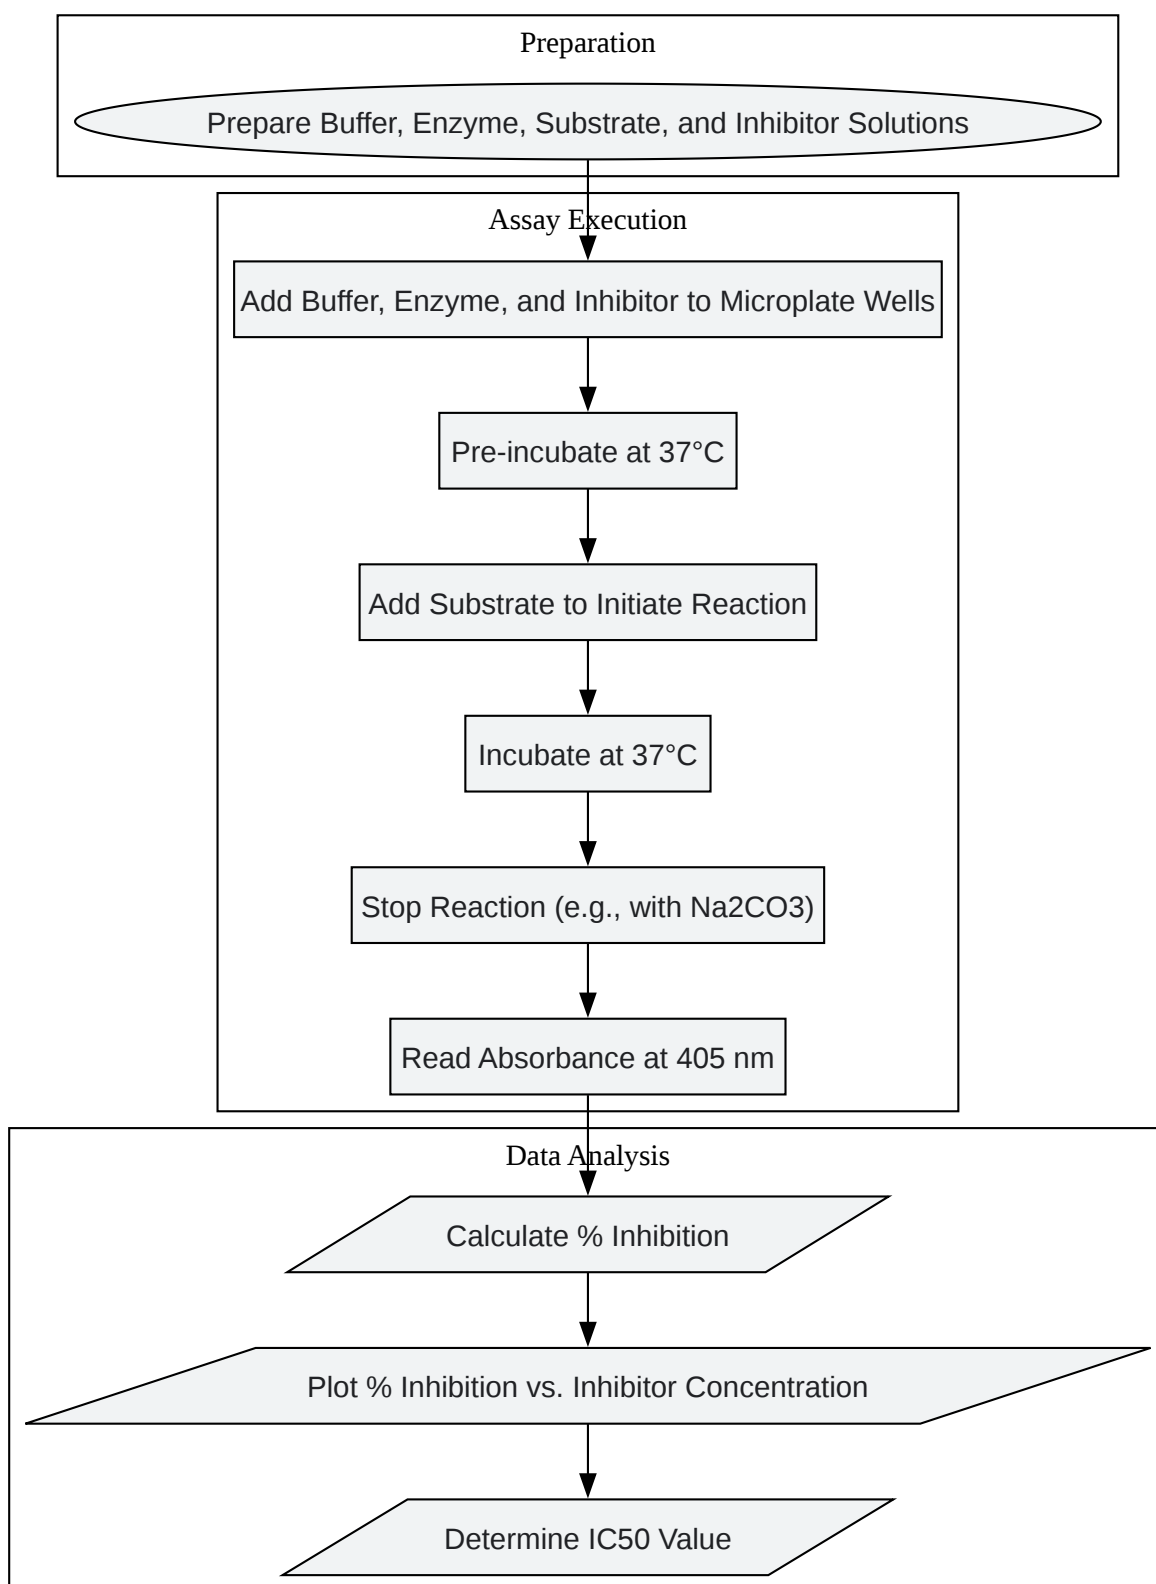 Preparation
Prepare Buffer, Enzyme, Substrate, and Inhibitor Solutions
Assay Execution
Add Buffer, Enzyme, and Inhibitor to Microplate Wells
Pre-incubate at 37°C
Add Substrate to Initiate Reaction
Incubate at 37°C
Stop Reaction (e.g., with Na2CO3)
Read Absorbance at 405 nm
Data Analysis
Calculate % Inhibition
Plot % Inhibition vs. Inhibitor Concentration
Determine IC50 Value